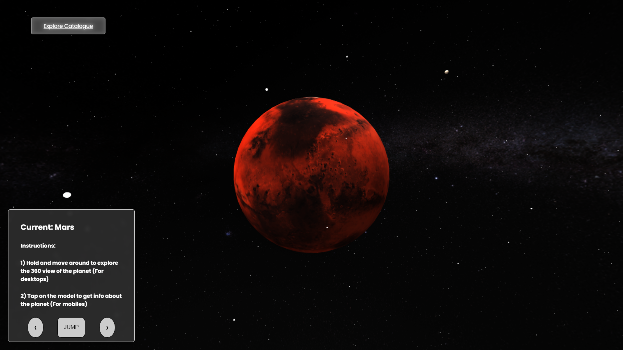 Explore Catalogue
Current: Mars
Instructions:
1) Hold and move around to explore
the 360 view of the planet (For
desktops)
2) Tap on the model to get info about
the planet (For mobiles)
‹ JUMP ›